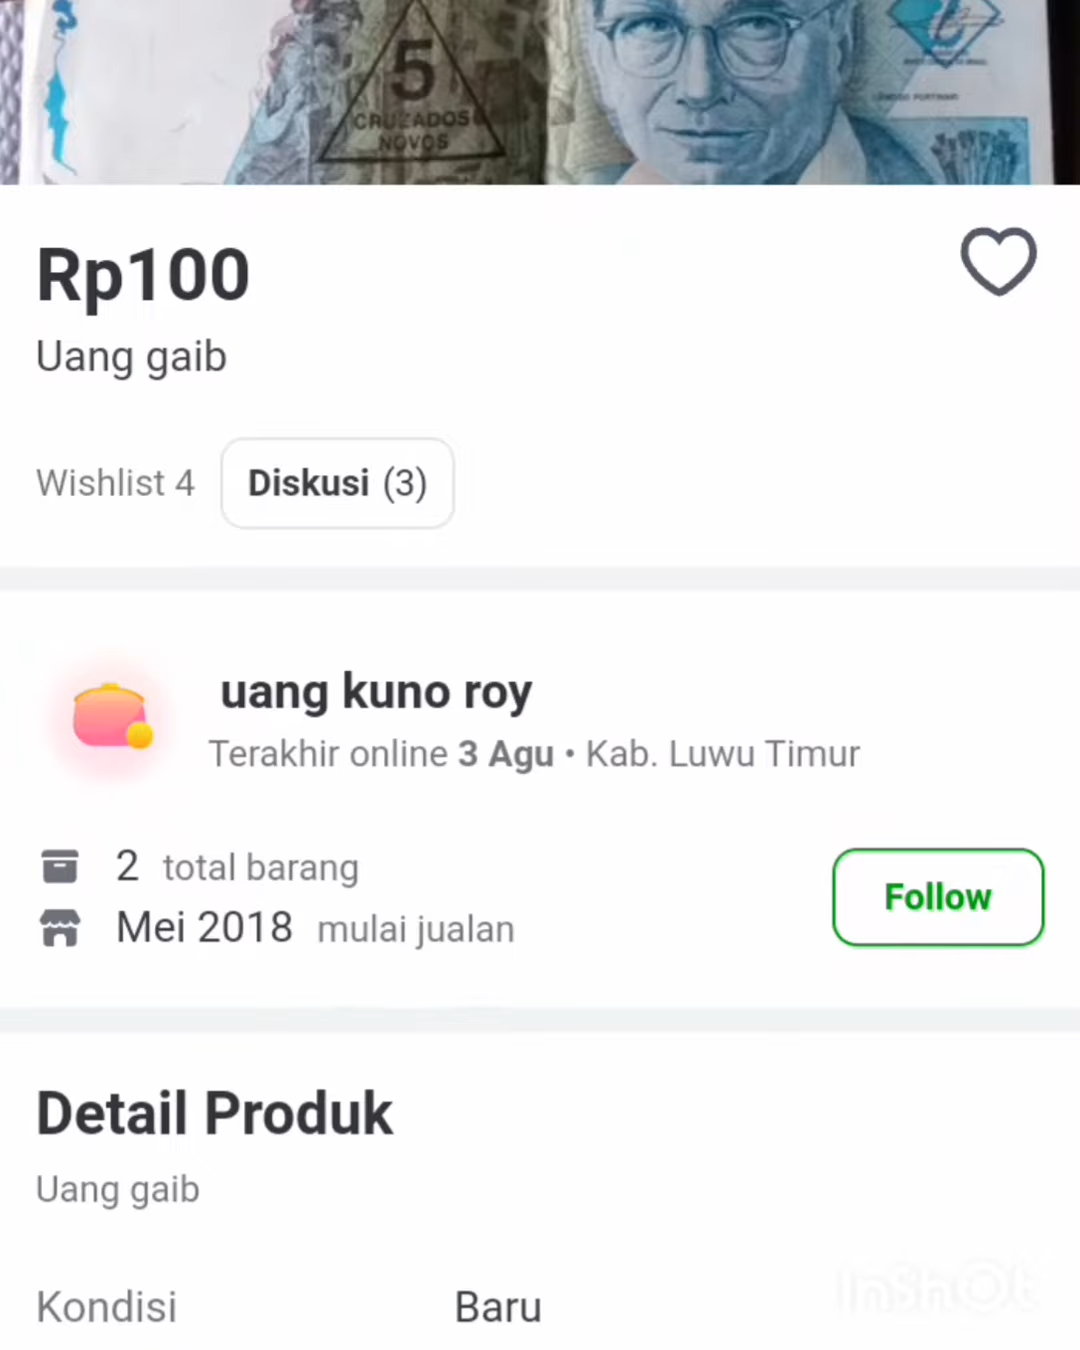 5
CRUZADOS
NOVOS
Rp100
Uang gaib
Wishlist 4
Diskusi (3)
uang kuno roy
Terakhir online 3 Agu • Kab. Luwu Timur
2 total barang
Mei 2018 mulai jualan
Follow
Detail Produk
Uang gaib
Kondisi Baru
InShOt